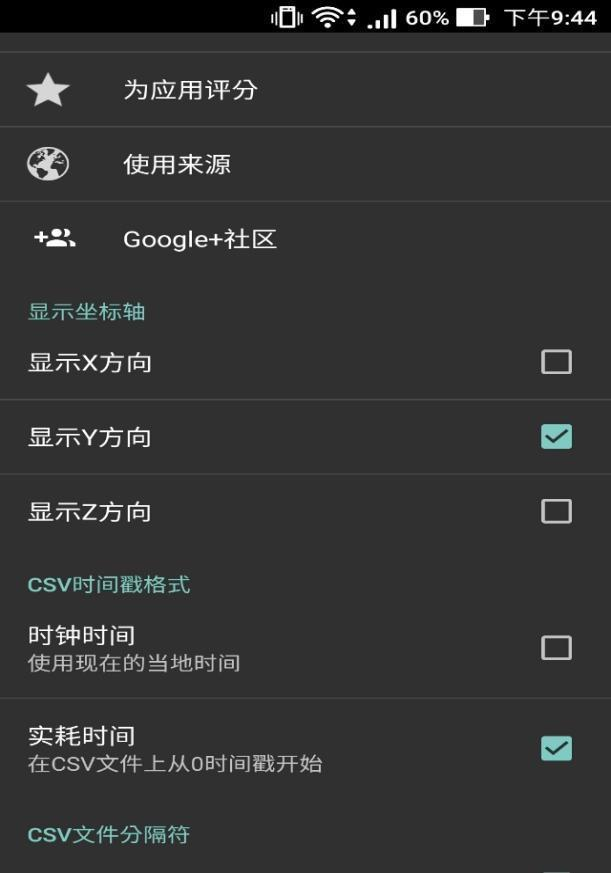 60% 下午9:44
为应用评分
使用来源
Google+社区
显示坐标轴
显示X方向
显示Y方向
显示Z方向
CSV时间戳格式
时钟时间
使用现在的当地时间
实耗时间
在CSV文件上从0时间戳开始
CSV文件分隔符